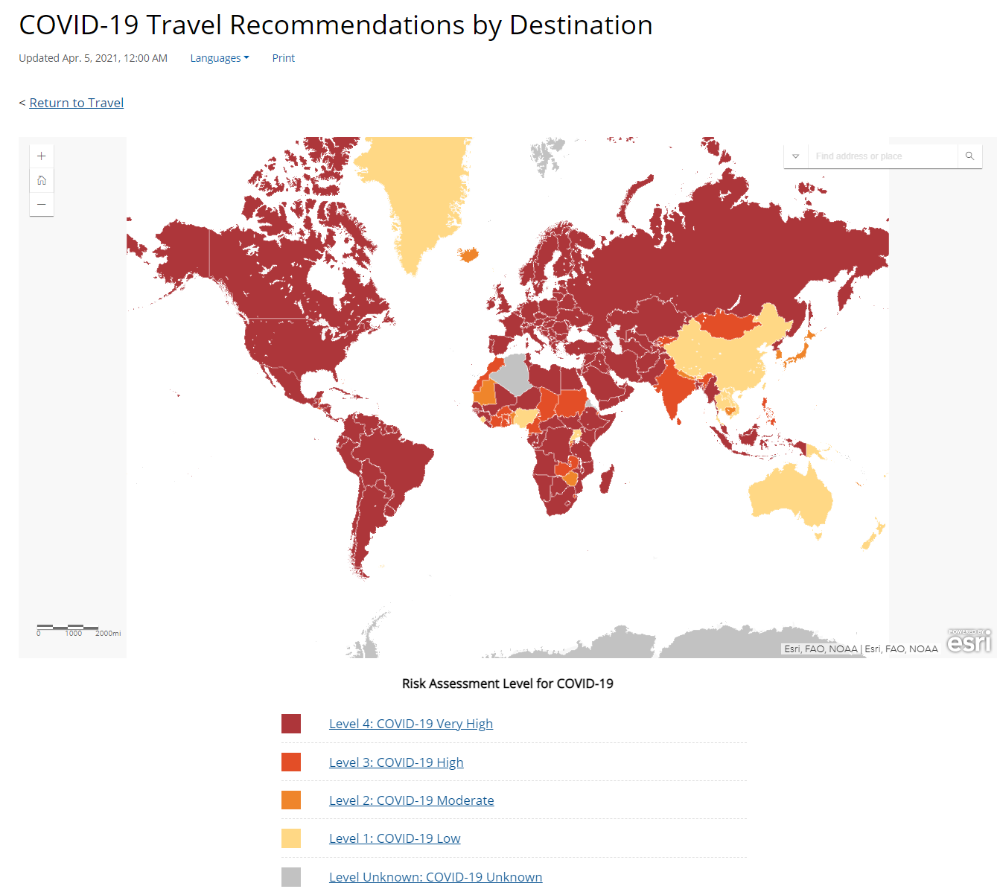 COVID-19 Travel Recommendations by Destination
Updated Apr. 5, 2021, 12:00 AM Languages Print
< Return to Travel
+
Find address or place
−
0 1000 2000mi
POWERED BY
esri
Esri, FAO, NOAA | Esri, FAO, NOAA
Risk Assessment Level for COVID-19
Level 4: COVID-19 Very High
Level 3: COVID-19 High
Level 2: COVID-19 Moderate
Level 1: COVID-19 Low
Level Unknown: COVID-19 Unknown